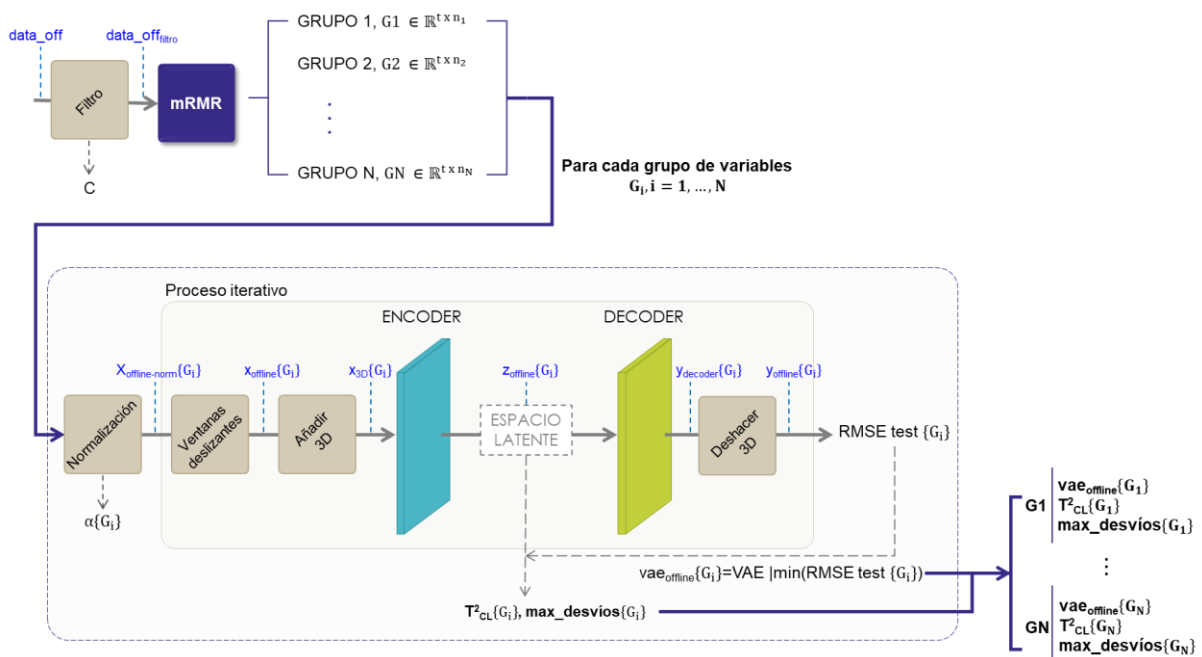 data_off
data_off_filtro
Filtro
mRMR
C
GRUPO 1, G1 ∈ ℝ^{t x n_1}
GRUPO 2, G2 ∈ ℝ^{t x n_2}
⋮
GRUPO N, GN ∈ ℝ^{t x n_N}
Para cada grupo de variables
G_i, i = 1, ..., N
Proceso iterativo
ENCODER
DECODER
X_offline-norm{G_i}
x_offline{G_i}
x_3D{G_i}
z_offline{G_i}
y_decoder{G_i}
y_offline{G_i}
Normalización
Ventanas
deslizantes
Añadir
3D
ESPACIO
LATENTE
Deshacer
3D
RMSE test {G_i}
α{G_i}
vae_offline{G_i}=VAE |min(RMSE test {G_i})
T²_CL{G_i}, max_desvíos{G_i}
G1
vae_offline{G_1}
T²_CL{G_1}
max_desvíos{G_1}
⋮
GN
vae_offline{G_N}
T²_CL{G_N}
max_desvíos{G_N}